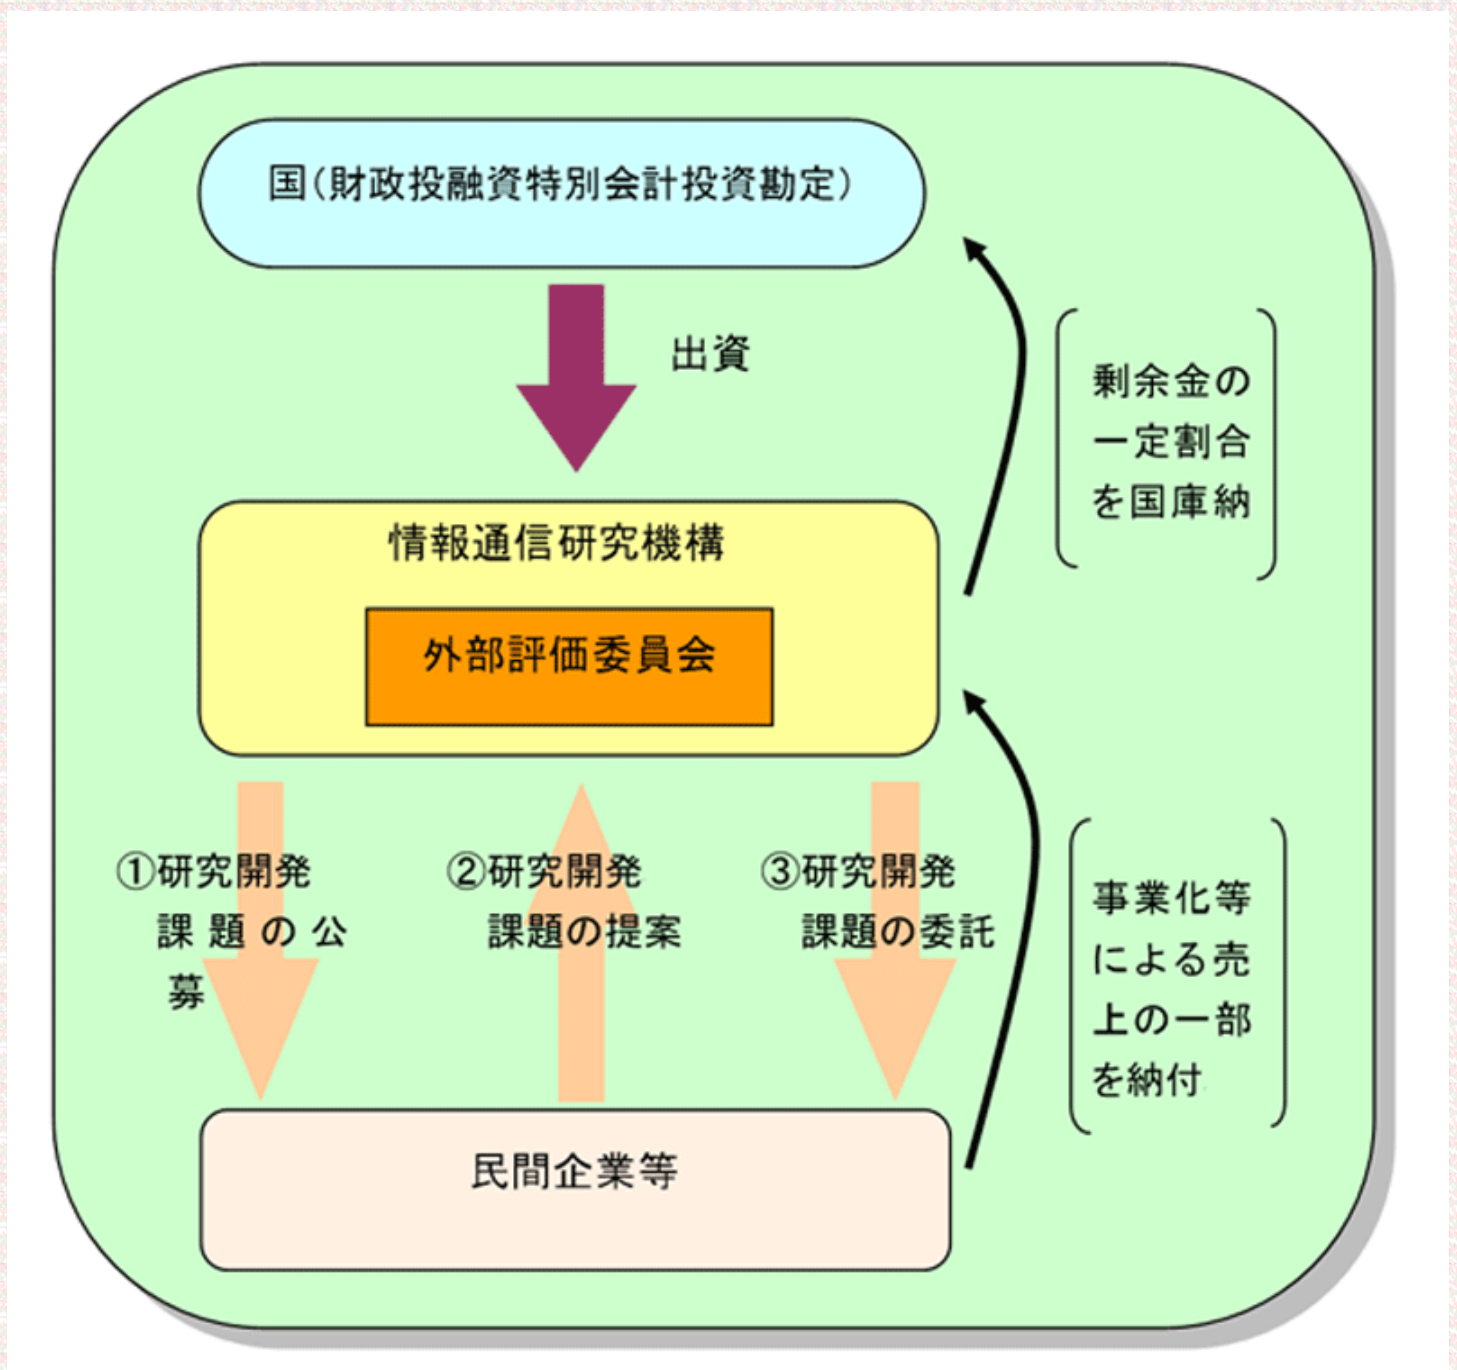 国（財政投融資特別会計投資勘定）
出資
剰余金の
一定割合
を国庫納
情報通信研究機構
外部評価委員会
①研究開発
課題の公
募
②研究開発
課題の提案
③研究開発
課題の委託
事業化等
による売
上の一部
を納付
民間企業等